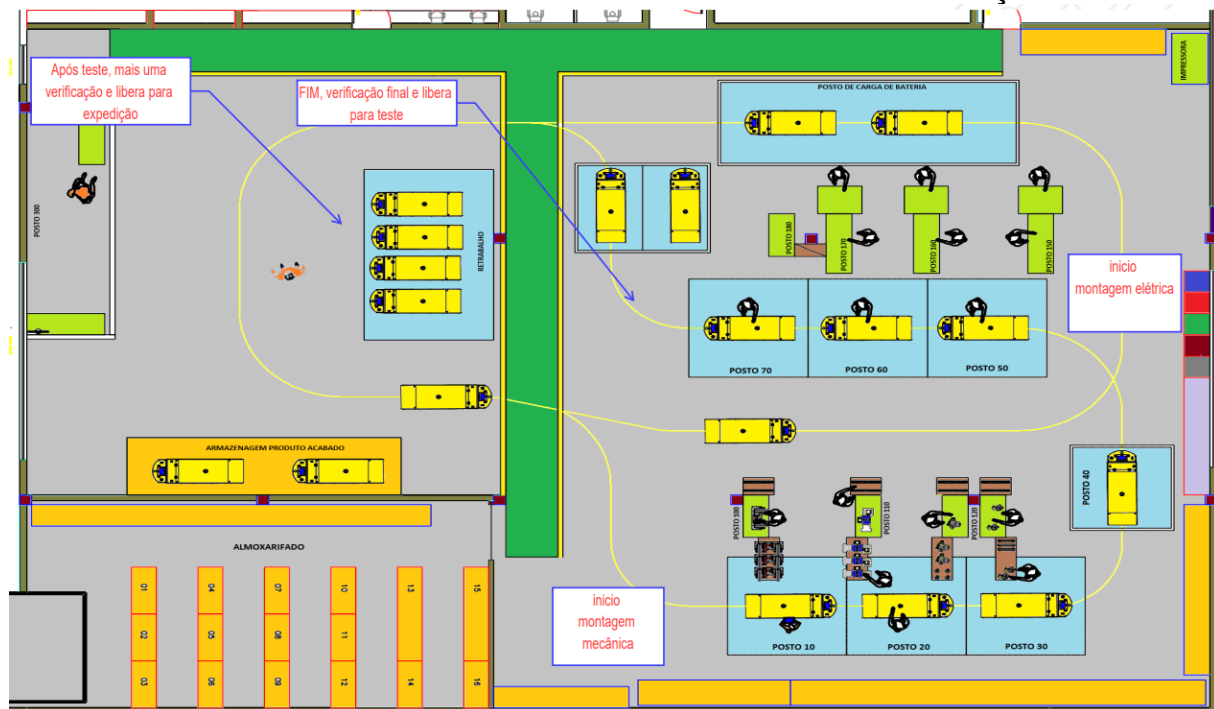 Após teste, mais uma
verificação e libera para
expedição
FIM, verificação final e libera
para teste
POSTO DE CARGA DE BATERIA
IMPRESSORA
POSTO 300
RETRABALHO
POSTO 180
POSTO 170
POSTO 160
POSTO 150
inicio
montagem elétrica
POSTO 70
POSTO 60
POSTO 50
ARMAZENAGEM PRODUTO ACABADO
POSTO 40
POSTO 100
POSTO 110
POSTO 120
ALMOXARIFADO
01
04
07
10
13
15
02
05
08
11
03
06
09
12
14
16
inicio
montagem
mecânica
POSTO 10
POSTO 20
POSTO 30